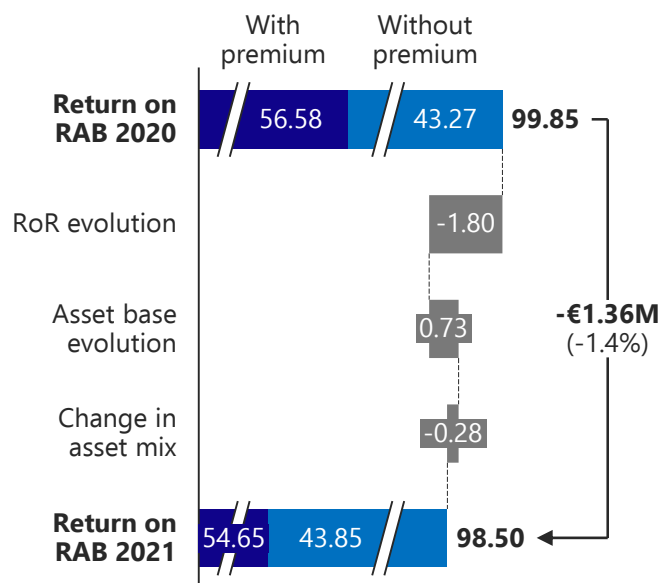 With
premium
Without
premium
Return on
RAB 2020
56.58
43.27
99.85
RoR evolution
-1.80
Asset base
evolution
0.73
-€1.36M
(-1.4%)
Change in
asset mix
-0.28
Return on
RAB 2021
54.65
43.85
98.50